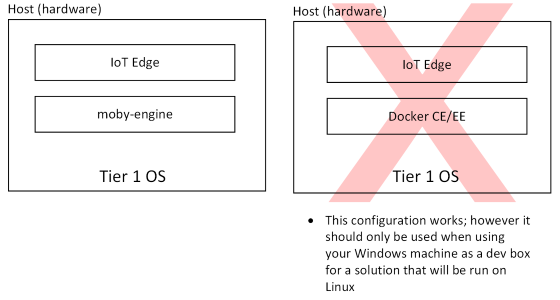 Host (hardware)
IoT Edge
moby-engine
Tier 1 OS
Host (hardware)
IoT Edge
Docker CE/EE
Tier 1 OS
• This configuration works; however it
should only be used when using
your Windows machine as a dev box
for a solution that will be run on
Linux